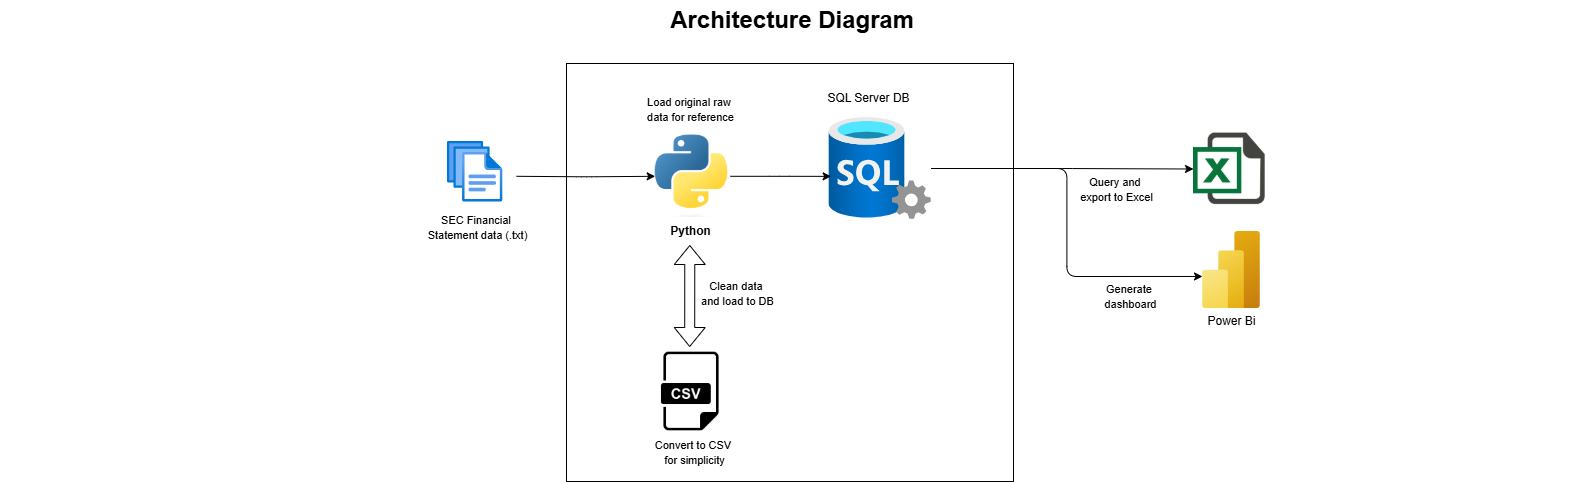 Architecture Diagram
Load original raw
data for reference
SQL Server DB
SQL
SEC Financial
Statement data (.txt)
Python
Query and
export to Excel
X
Clean data
and load to DB
Generate
dashboard
Power Bi
CSV
Convert to CSV
for simplicity